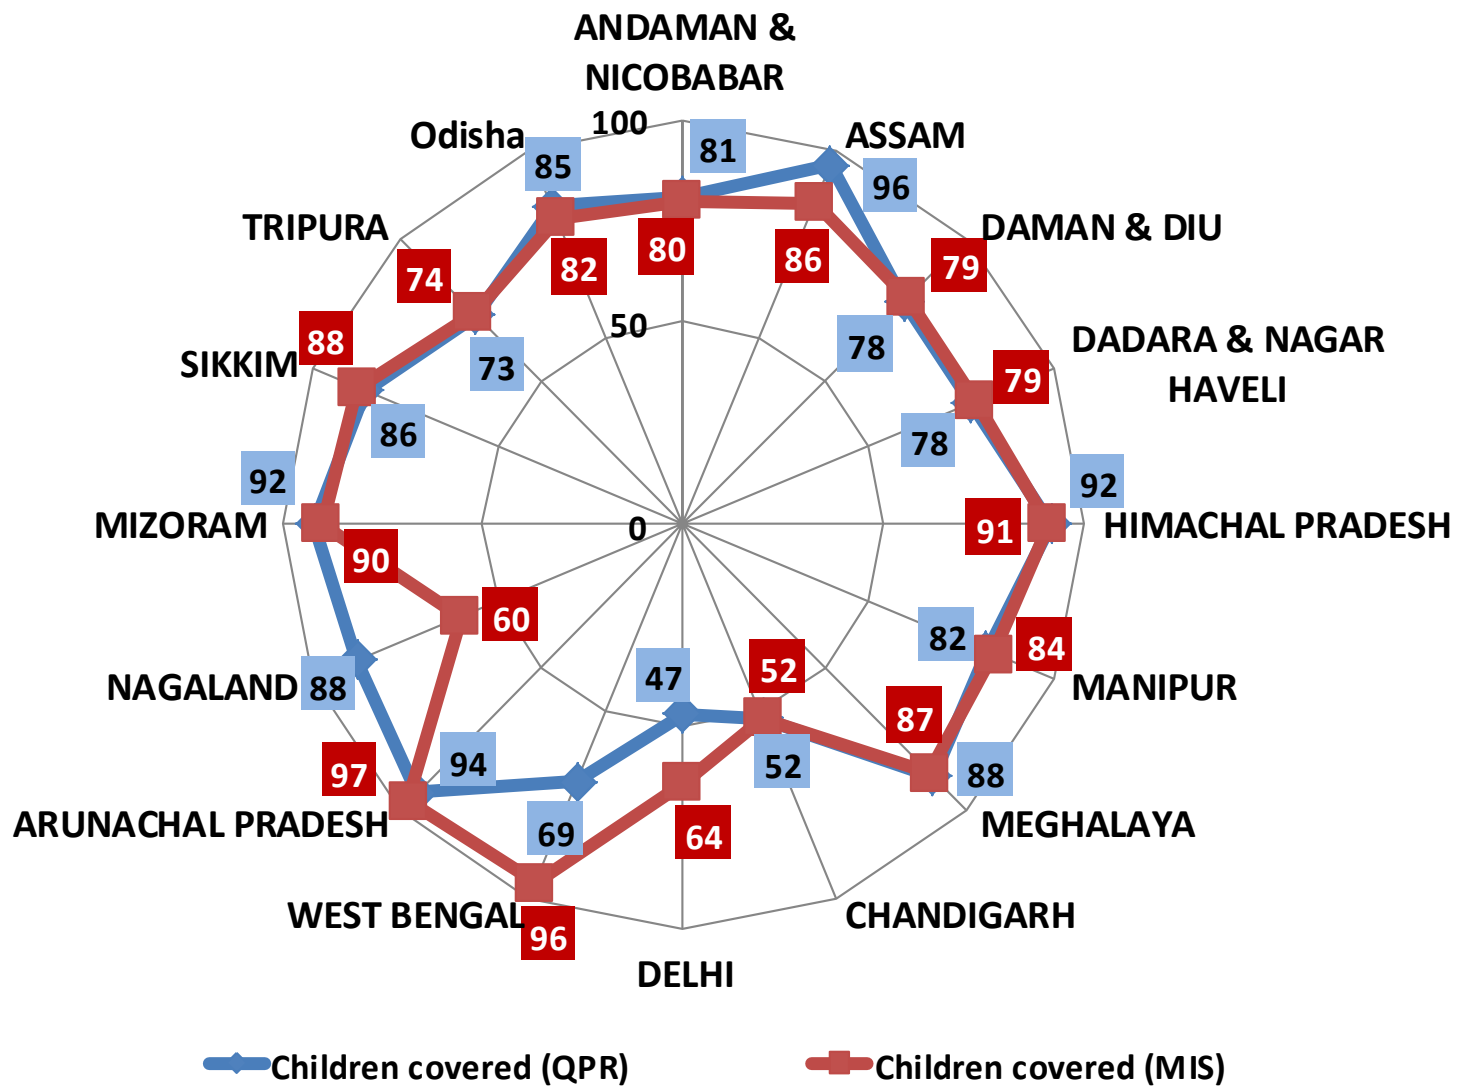 ANDAMAN &
NICOBABAR
Odisha
100
81
ASSAM
85
96
TRIPURA
DAMAN & DIU
74
82
80
86
79
88
50
78
DADARA & NAGAR
HAVELI
SIKKIM
73
79
86
78
92
92
MIZORAM
0
91
HIMACHAL PRADESH
90
60
82
84
NAGALAND
88
47
52
MANIPUR
87
97
94
52
88
ARUNACHAL PRADESH
69
64
MEGHALAYA
WEST BENGAL
96
CHANDIGARH
DELHI
Children covered (QPR)
Children covered (MIS)